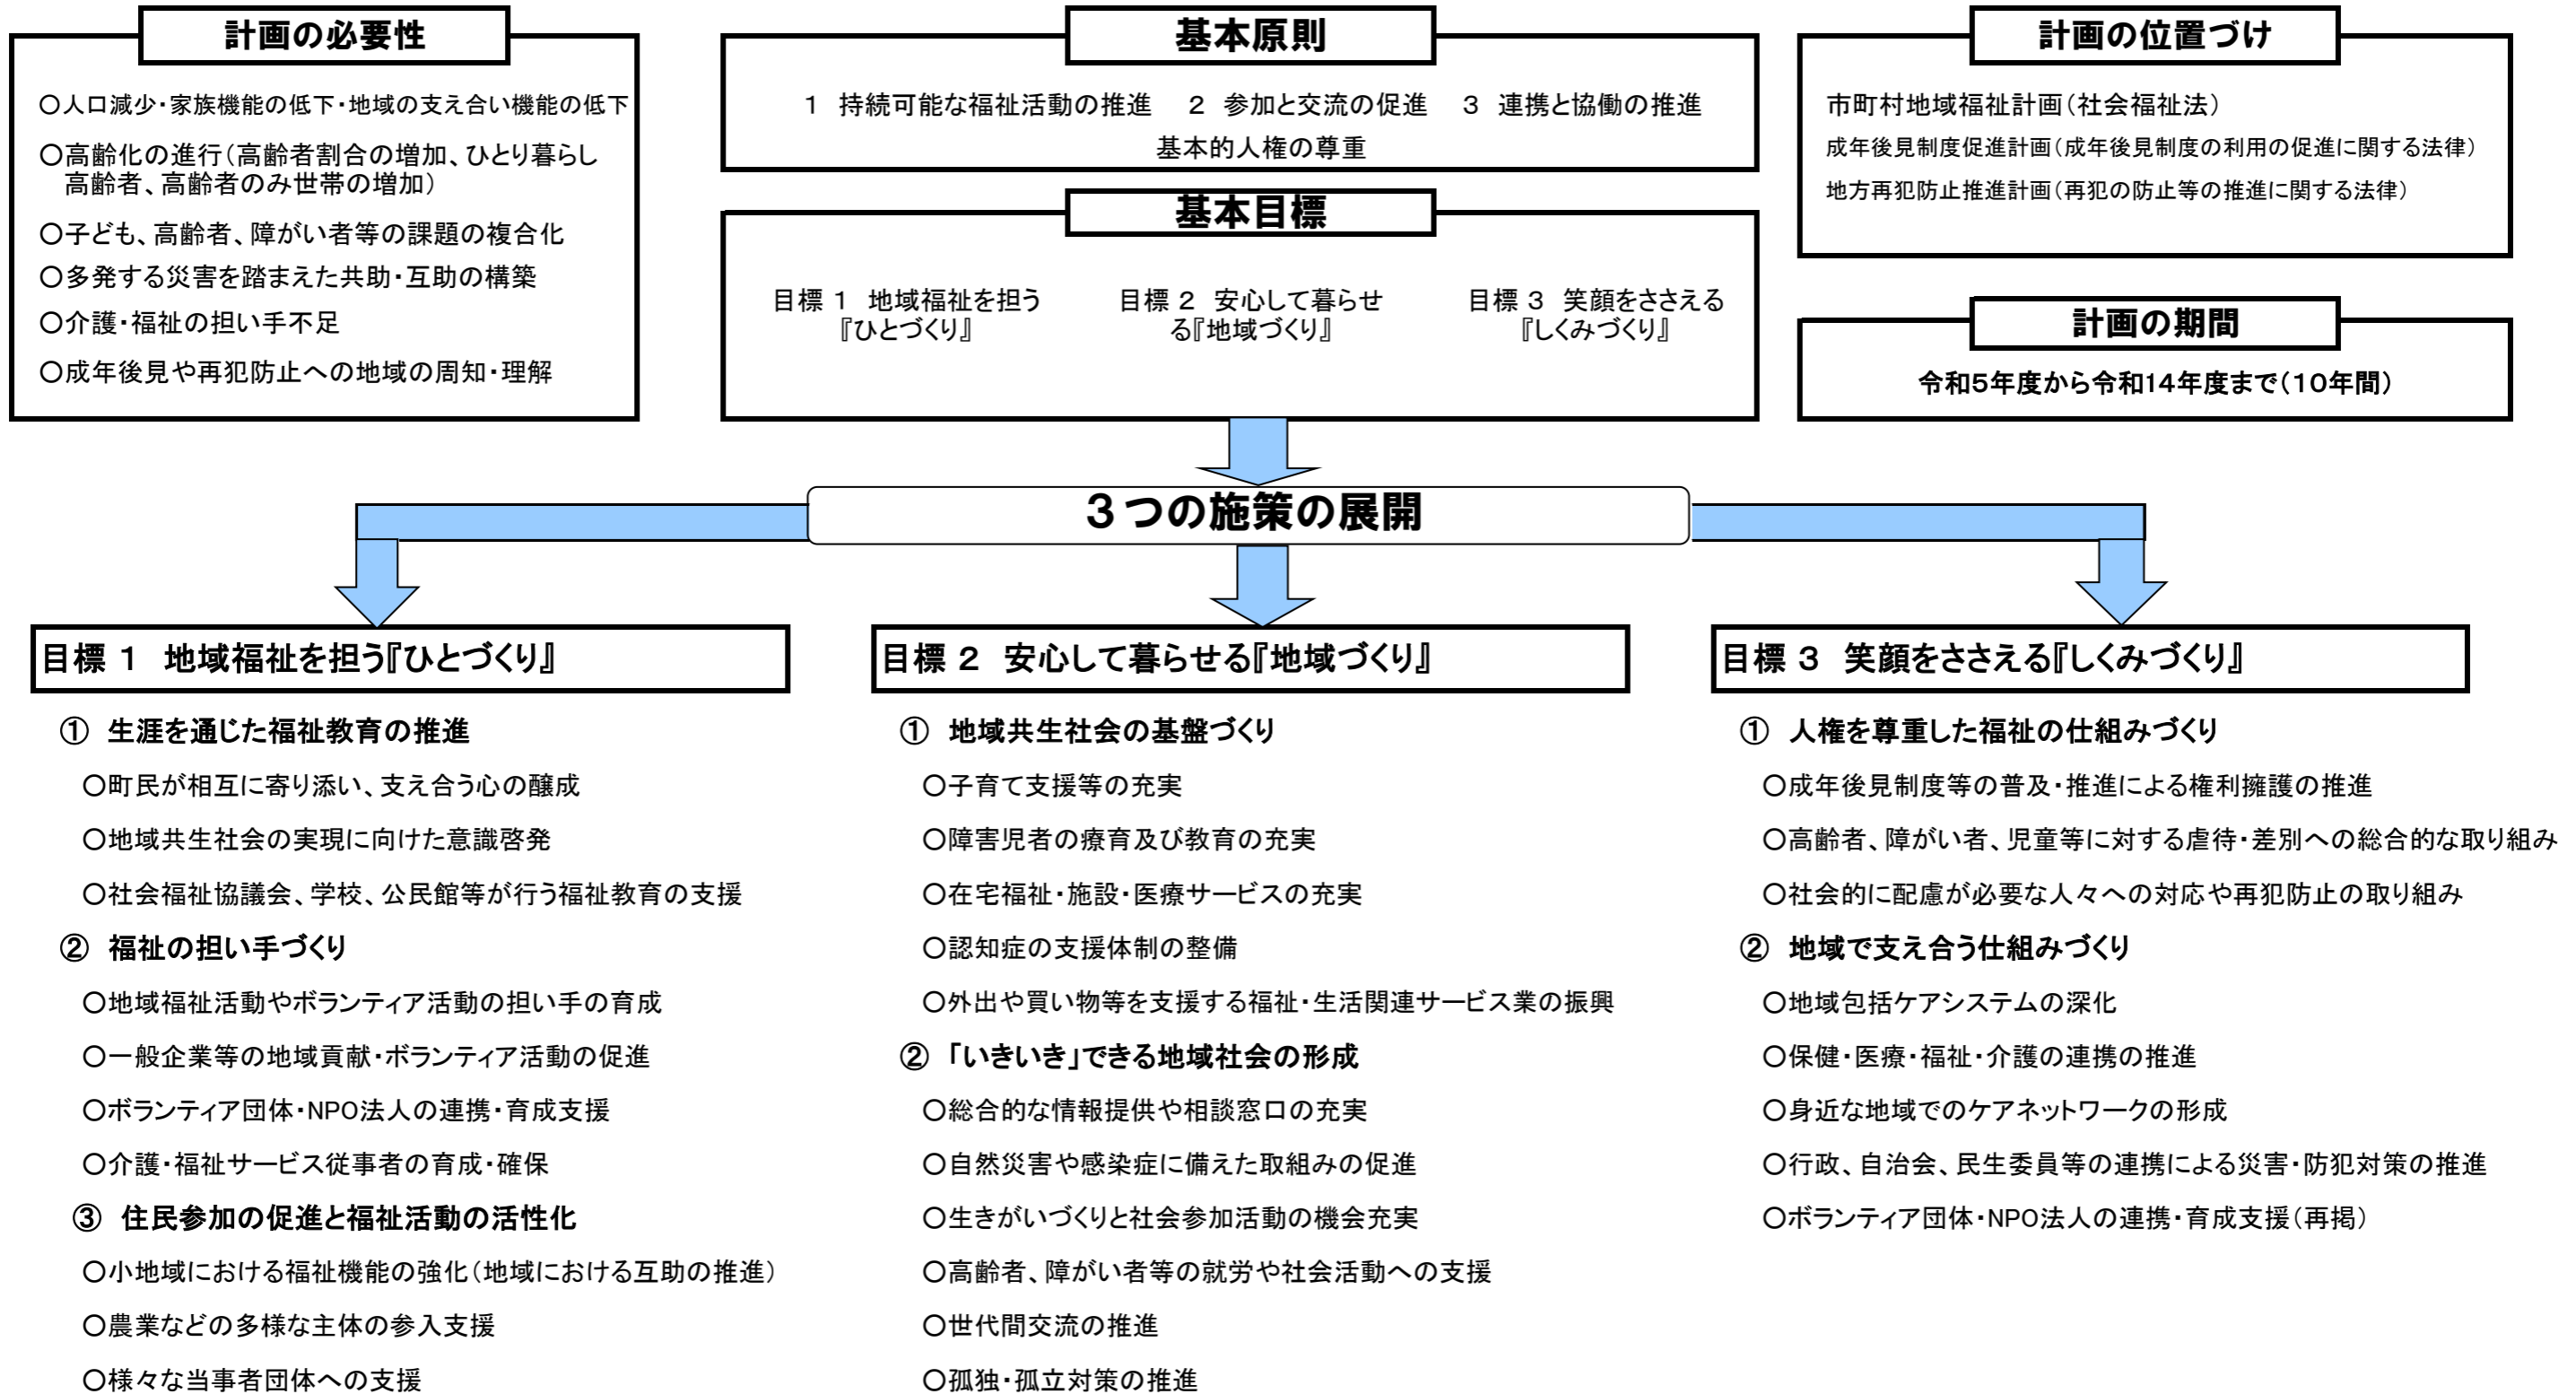 計画の必要性
〇人口減少・家族機能の低下・地域の支え合い機能の低下
〇高齢化の進行(高齢者割合の増加、ひとり暮らし
高齢者、高齢者のみ世帯の増加)
〇子ども、高齢者、障がい者等の課題の複合化
〇多発する災害を踏まえた共助・互助の構築
〇介護・福祉の担い手不足
〇成年後見や再犯防止への地域の周知・理解
基本原則
１　持続可能な福祉活動の推進　２　参加と交流の促進　３　連携と協働の推進
基本的人権の尊重
基本目標
目標１　地域福祉を担う
『ひとづくり』
目標２　安心して暮らせ
る『地域づくり』
目標３　笑顔をささえる
『しくみづくり』
計画の位置づけ
市町村地域福祉計画(社会福祉法)
成年後見制度促進計画(成年後見制度の利用の促進に関する法律)
地方再犯防止推進計画(再犯の防止等の推進に関する法律)
計画の期間
令和5年度から令和14年度まで(10年間)
３つの施策の展開
目標１　地域福祉を担う『ひとづくり』
①　生涯を通じた福祉教育の推進
〇町民が相互に寄り添い、支え合う心の醸成
〇地域共生社会の実現に向けた意識啓発
〇社会福祉協議会、学校、公民館等が行う福祉教育の支援
②　福祉の担い手づくり
〇地域福祉活動やボランティア活動の担い手の育成
〇一般企業等の地域貢献・ボランティア活動の促進
〇ボランティア団体・NPO法人の連携・育成支援
〇介護・福祉サービス従事者の育成・確保
③　住民参加の促進と福祉活動の活性化
〇小地域における福祉機能の強化(地域における互助の推進)
〇農業などの多様な主体の参入支援
〇様々な当事者団体への支援
目標２　安心して暮らせる『地域づくり』
①　地域共生社会の基盤づくり
〇子育て支援等の充実
〇障害児者の療育及び教育の充実
〇在宅福祉・施設・医療サービスの充実
〇認知症の支援体制の整備
〇外出や買い物等を支援する福祉・生活関連サービス業の振興
②　「いきいき」できる地域社会の形成
〇総合的な情報提供や相談窓口の充実
〇自然災害や感染症に備えた取組みの促進
〇生きがいづくりと社会参加活動の機会充実
〇高齢者、障がい者等の就労や社会活動への支援
〇世代間交流の推進
〇孤独・孤立対策の推進
目標３　笑顔をささえる『しくみづくり』
①　人権を尊重した福祉の仕組みづくり
〇成年後見制度等の普及・推進による権利擁護の推進
〇高齢者、障がい者、児童等に対する虐待・差別への総合的な取り組み
〇社会的に配慮が必要な人々への対応や再犯防止の取り組み
②　地域で支え合う仕組みづくり
〇地域包括ケアシステムの深化
〇保健・医療・福祉・介護の連携の推進
〇身近な地域でのケアネットワークの形成
〇行政、自治会、民生委員等の連携による災害・防犯対策の推進
〇ボランティア団体・NPO法人の連携・育成支援(再掲)